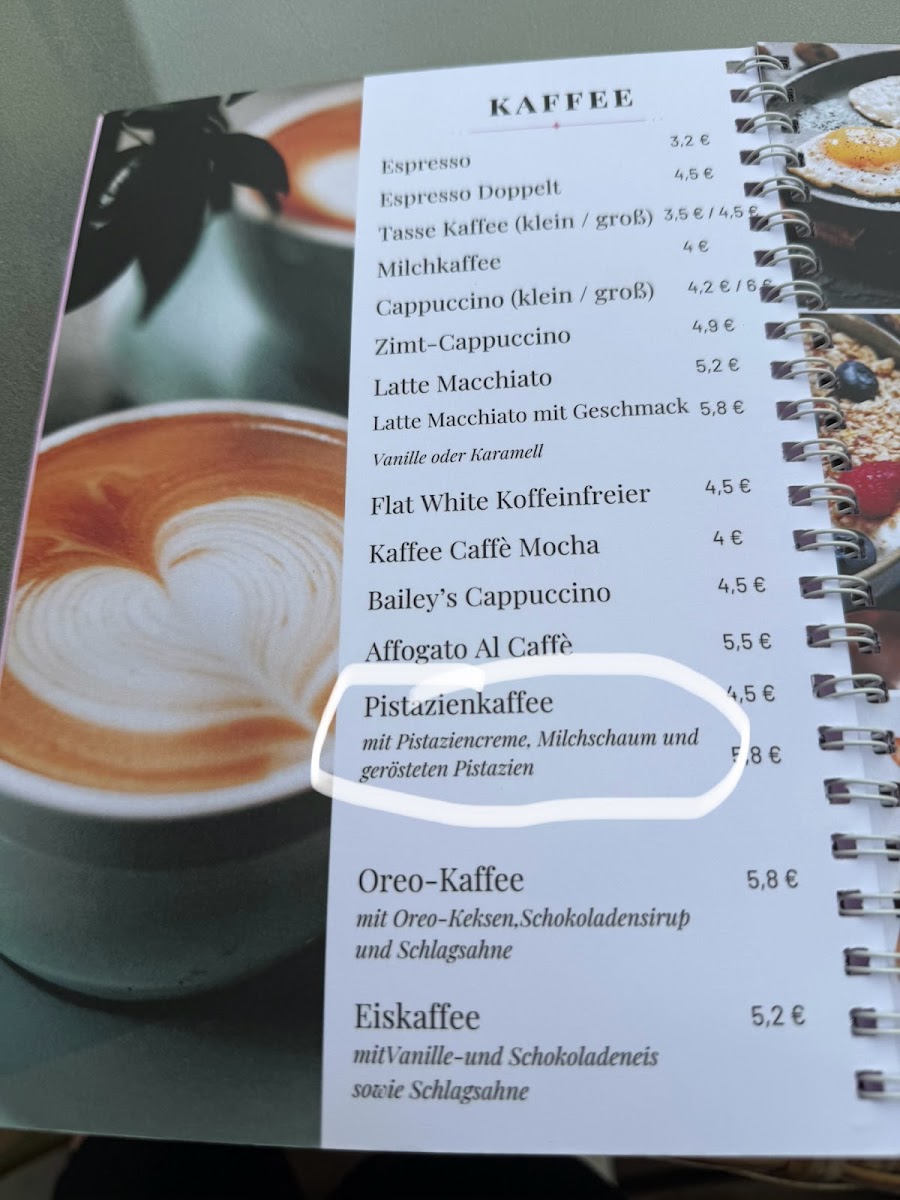 KAFFEE
Espresso 3,2 €
Espresso Doppelt 4,5 €
Tasse Kaffee (klein / groß) 3,5 € / 4,5 €
Milchkaffee 4 €
Cappuccino (klein / groß) 4,2 € / 6 €
Zimt-Cappuccino 4,9 €
Latte Macchiato 5,2 €
Latte Macchiato mit Geschmack 5,8 €
Vanille oder Karamell
Flat White Koffeinfreier 4,5 €
Kaffee Caffè Mocha 4 €
Bailey's Cappuccino 4,5 €
Affogato Al Caffè 5,5 €
Pistazienkaffee 4,5 €
mit Pistaziencreme, Milchschaum und
gerösteten Pistazien 5,8 €
Oreo-Kaffee 5,8 €
mit Oreo-Keksen,Schokoladensirup
und Schlagsahne
Eiskaffee 5,2 €
mitVanille-und Schokoladeneis
sowie Schlagsahne